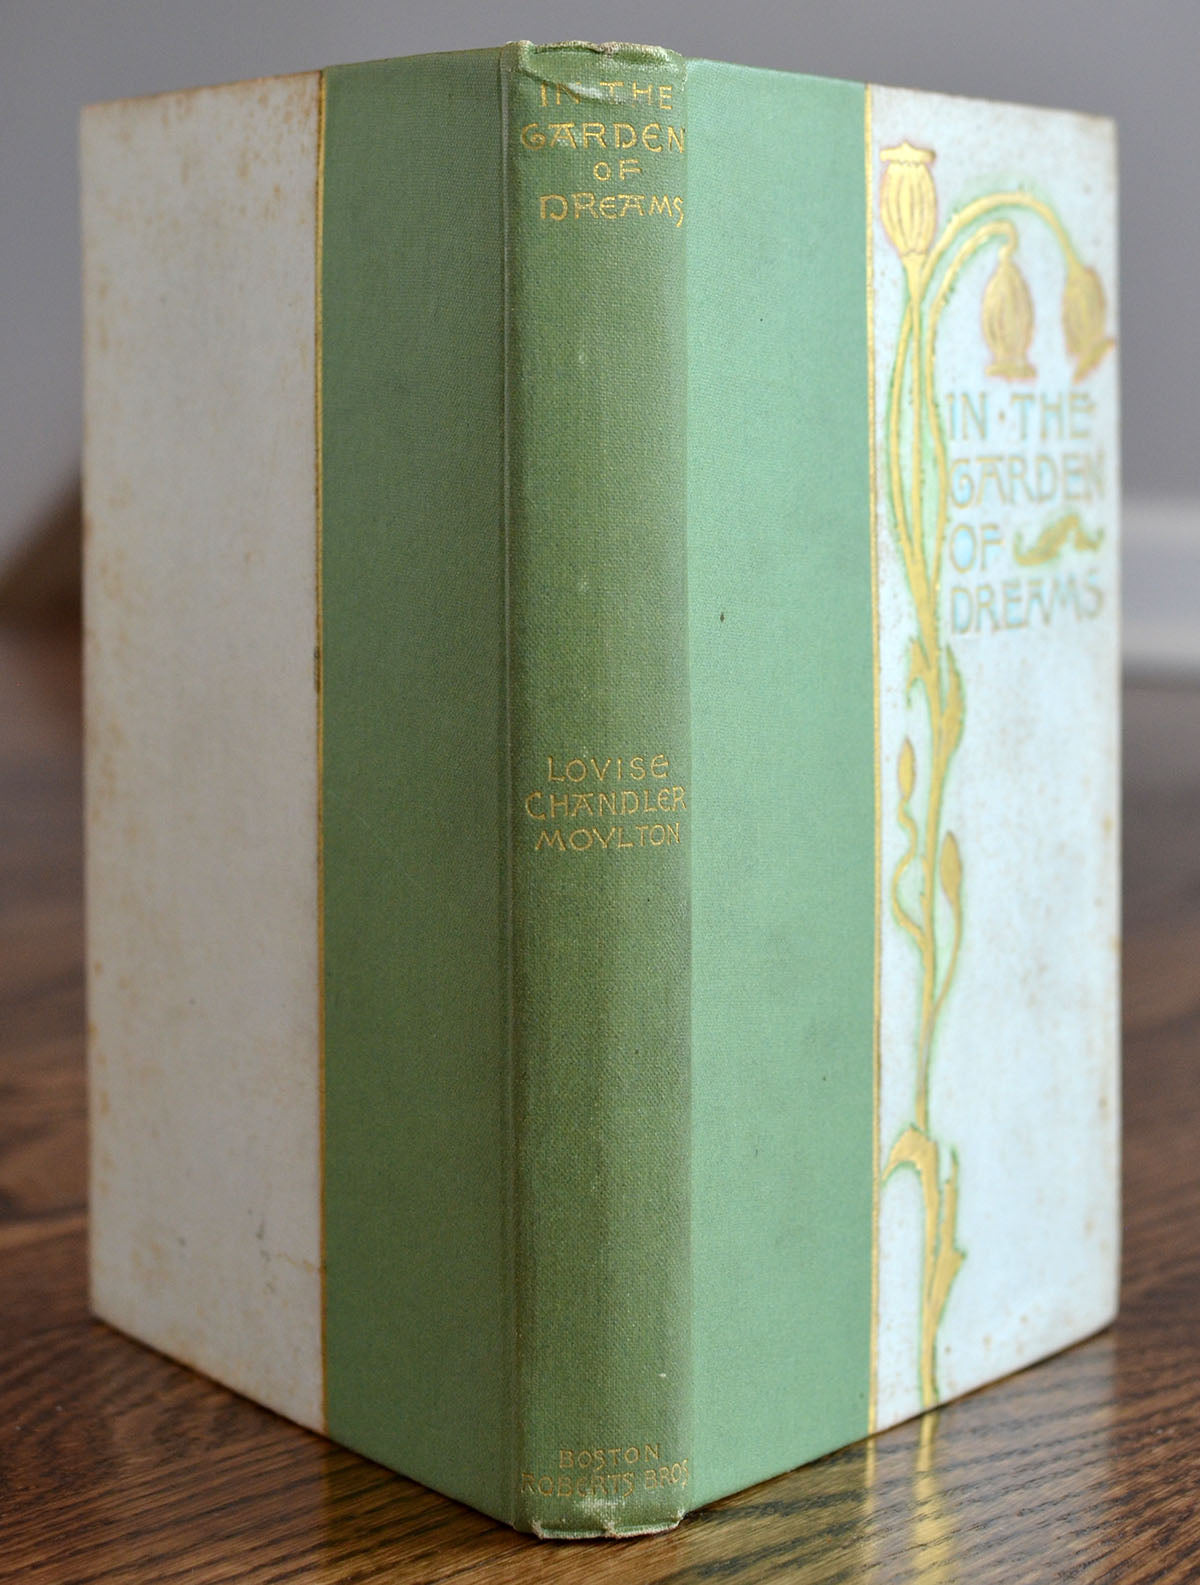 IN THE
GARDEN
OF
DREAMS
LOVISE
CHANDLER
MOVLTON
BOSTON
ROBERTS BROS
IN · THE
GARDEN
OF
DREAMS